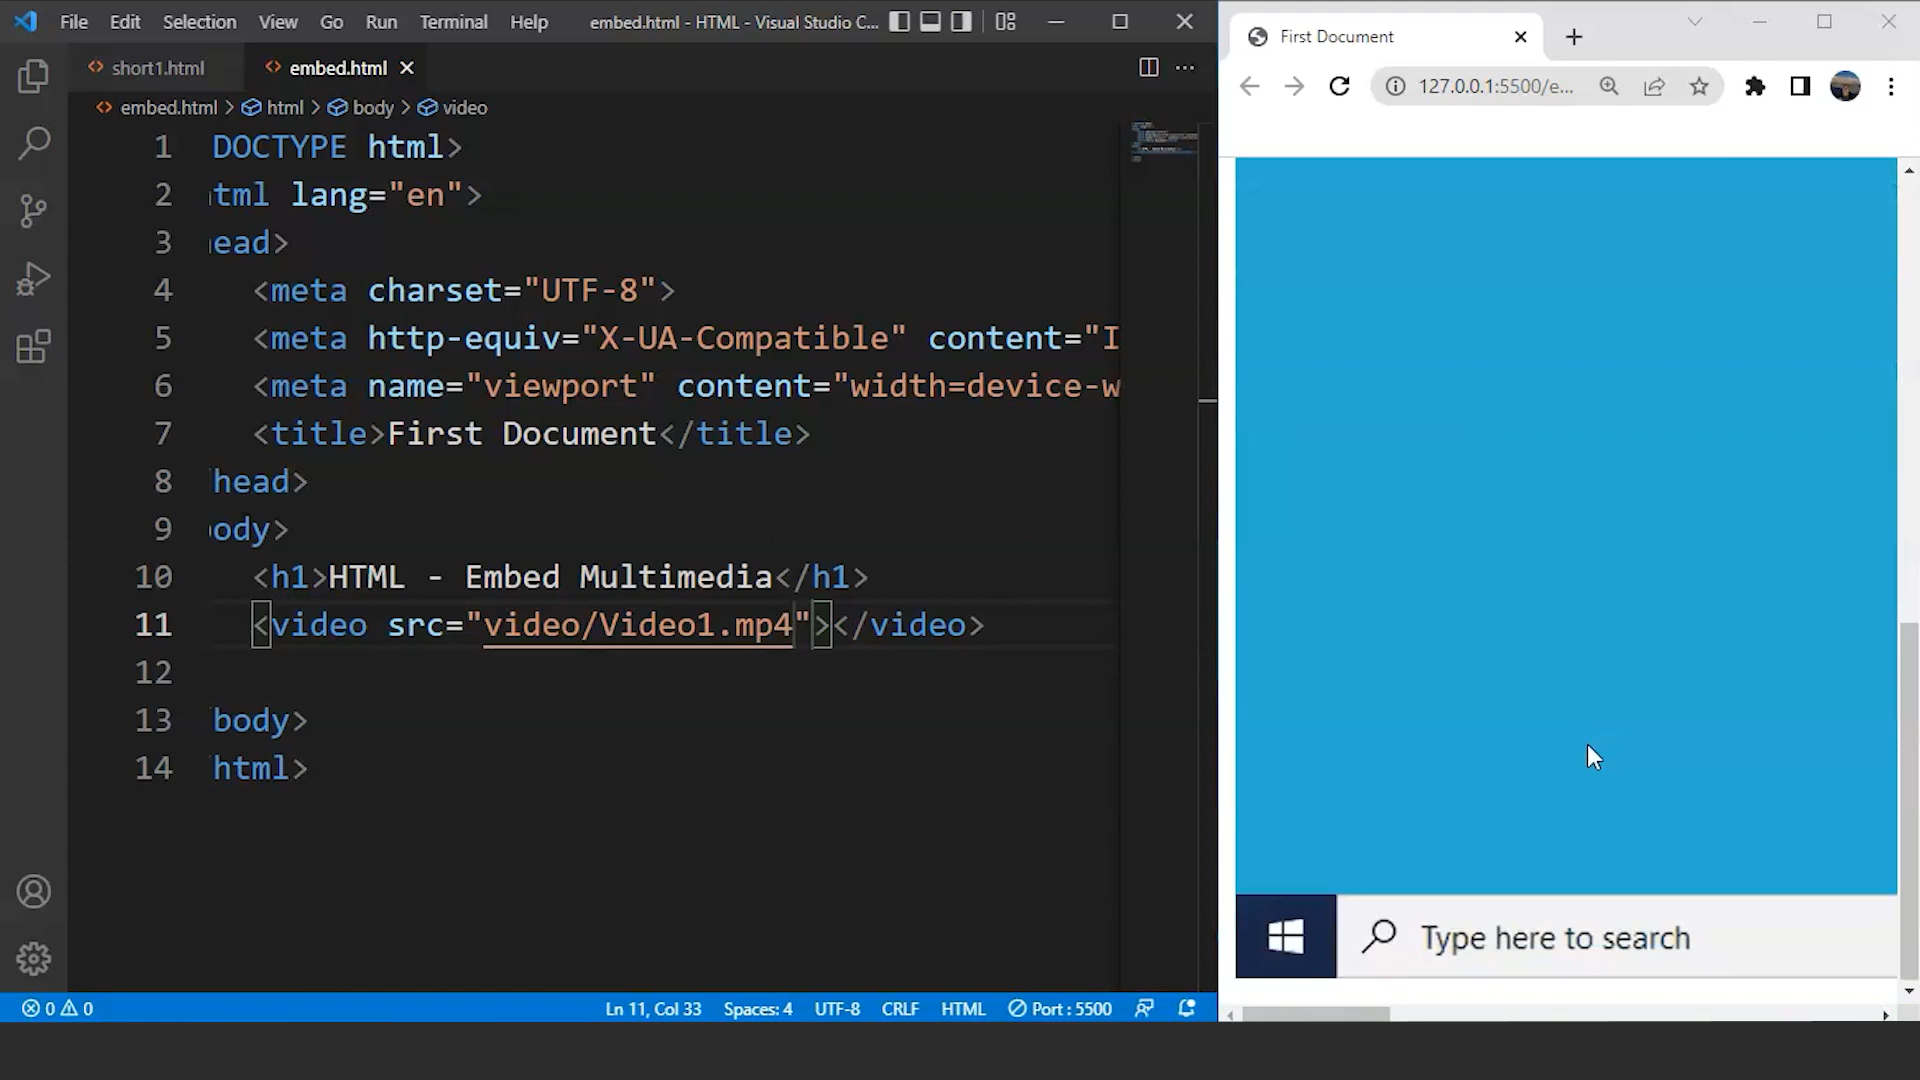 File Edit Selection View Go Run Terminal Help embed.html - HTML - Visual Studio C...
short1.html embed.html
embed.html > html > body > video
1 DOCTYPE html>
2 tml lang="en">
3 ead>
4 <meta charset="UTF-8">
5 <meta http-equiv="X-UA-Compatible" content="I
6 <meta name="viewport" content="width=device-w
7 <title>First Document</title>
8 head>
9 ody>
10 <h1>HTML - Embed Multimedia</h1>
11 <video src="video/Video1.mp4"></video>
12
13 body>
14 html>
0 0 Ln 11, Col 33 Spaces: 4 UTF-8 CRLF HTML Port : 5500
First Document
127.0.0.1:5500/e...
Type here to search